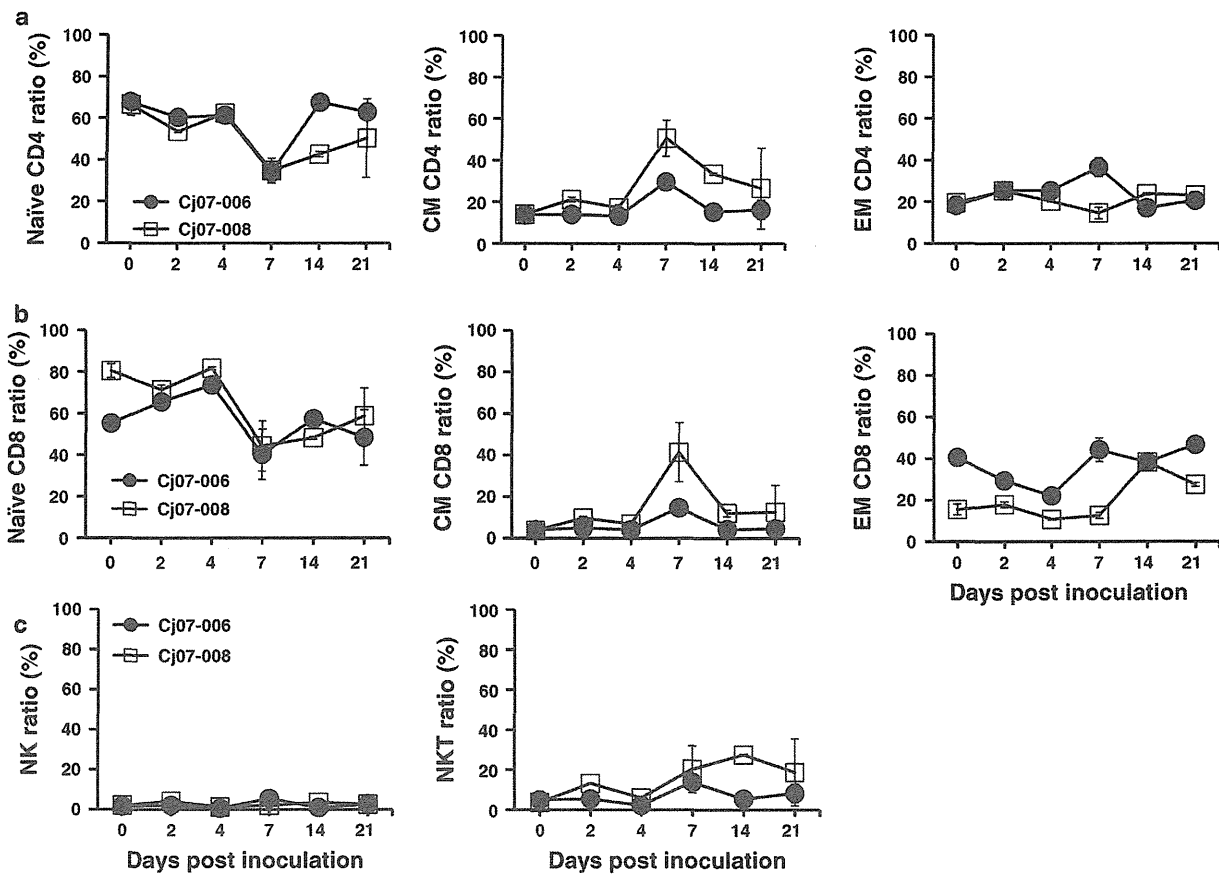 a
Naïve CD4 ratio (%)
100
80
60
40
20
0
Cj07-006
Cj07-008
0 2 4 7 14 21
CM CD4 ratio (%)
100
80
60
40
20
0
0 2 4 7 14 21
EM CD4 ratio (%)
100
80
60
40
20
0
0 2 4 7 14 21
b
Naïve CD8 ratio (%)
100
80
60
40
20
0
Cj07-006
Cj07-008
0 2 4 7 14 21
CM CD8 ratio (%)
100
80
60
40
20
0
0 2 4 7 14 21
EM CD8 ratio (%)
100
80
60
40
20
0
0 2 4 7 14 21
Days post inoculation
c
NK ratio (%)
100
80
60
40
20
0
Cj07-006
Cj07-008
0 2 4 7 14 21
Days post inoculation
NKT ratio (%)
100
80
60
40
20
0
0 2 4 7 14 21
Days post inoculation